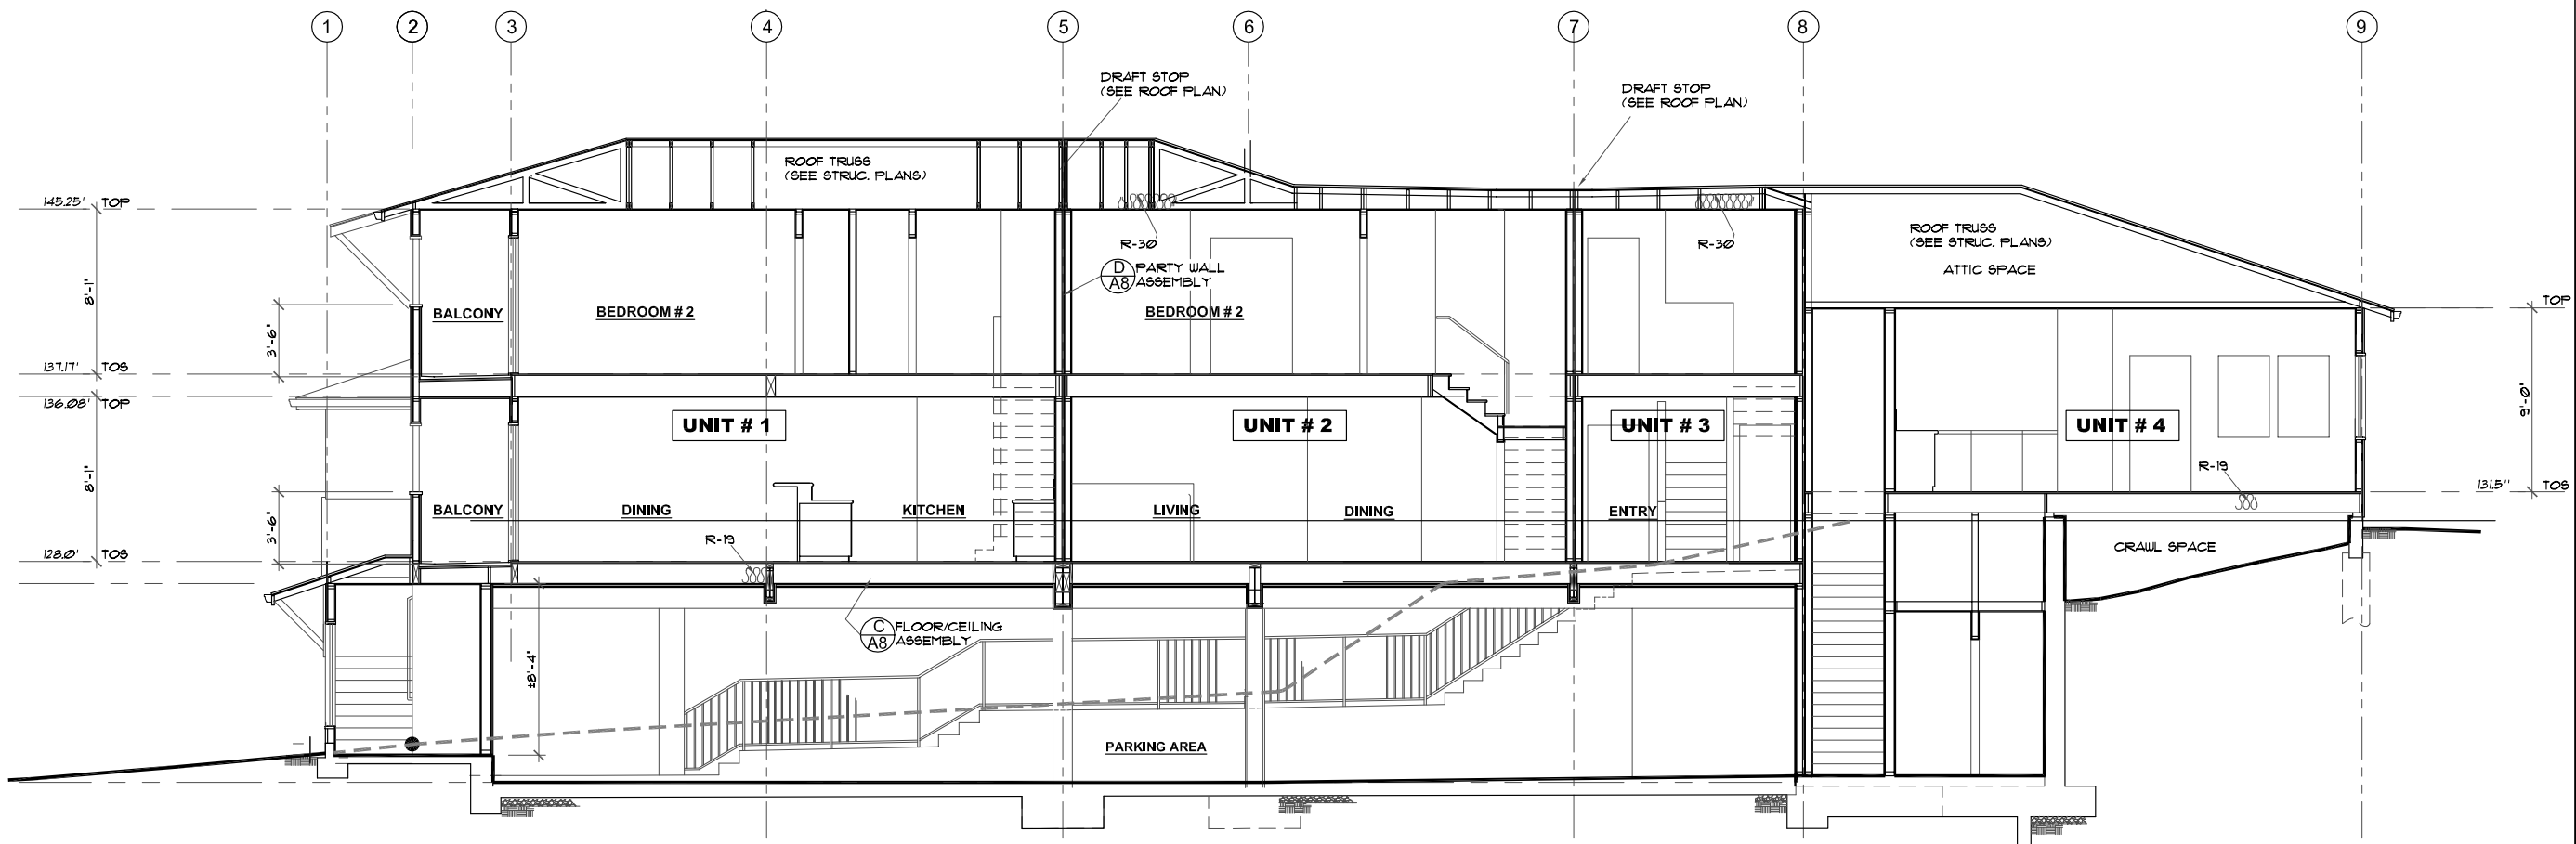 1 2 3 4 5 6 7 8 9
DRAFT STOP
(SEE ROOF PLAN)
DRAFT STOP
(SEE ROOF PLAN)
ROOF TRUSS
(SEE STRUC. PLANS)
145.25' TOP
R-30
R-30
ROOF TRUSS
(SEE STRUC. PLANS)
ATTIC SPACE
D
A8
PARTY WALL
ASSEMBLY
8'-1"
3'-6"
BALCONY
BEDROOM # 2
BEDROOM # 2
TOP
137.17' TOS
136.08' TOP
9'-0"
UNIT # 1
UNIT # 2
UNIT # 3
UNIT # 4
8'-1"
3'-6"
R-19
131.5'' TOS
BALCONY
DINING
KITCHEN
LIVING
DINING
ENTRY
R-19
CRAWL SPACE
128.0' TOS
C
A8
FLOOR/CEILING
ASSEMBLY
±8'-4"
PARKING AREA